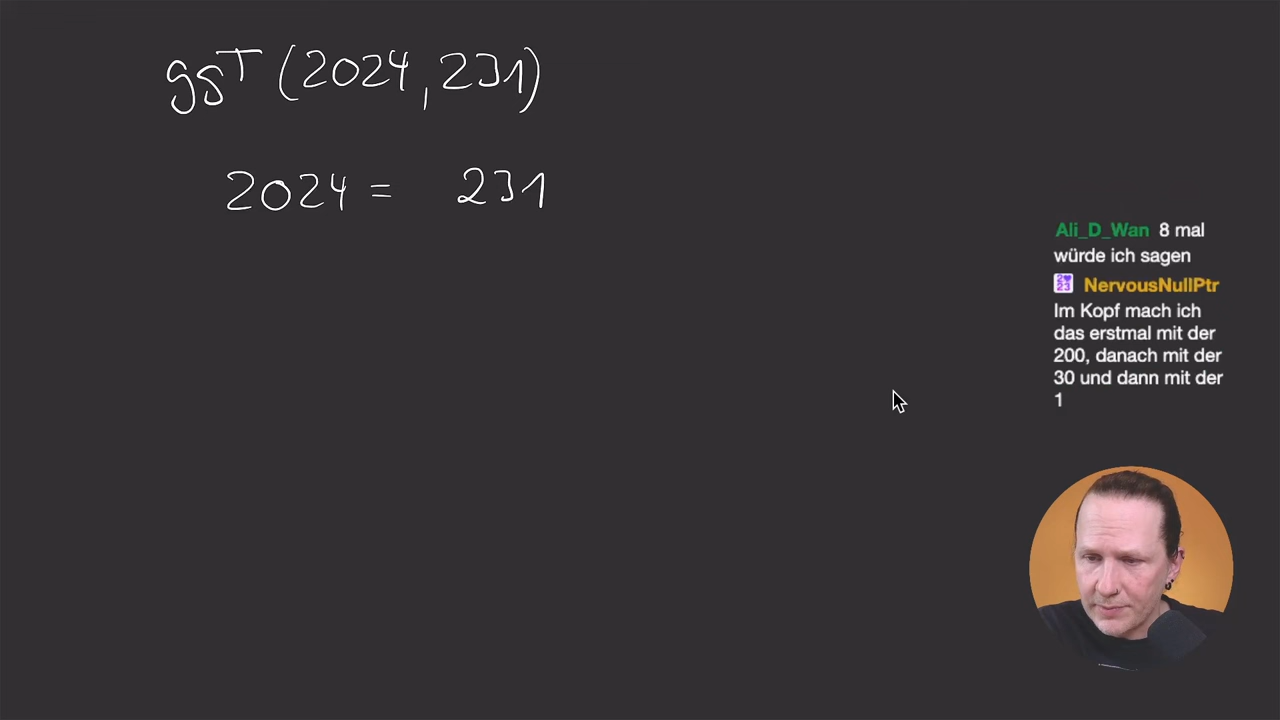 ggT (2024, 231)
2024 = 231
Ali_D_Wan 8 mal
würde ich sagen
NervousNullPtr
Im Kopf mach ich
das erstmal mit der
200, danach mit der
30 und dann mit der
1